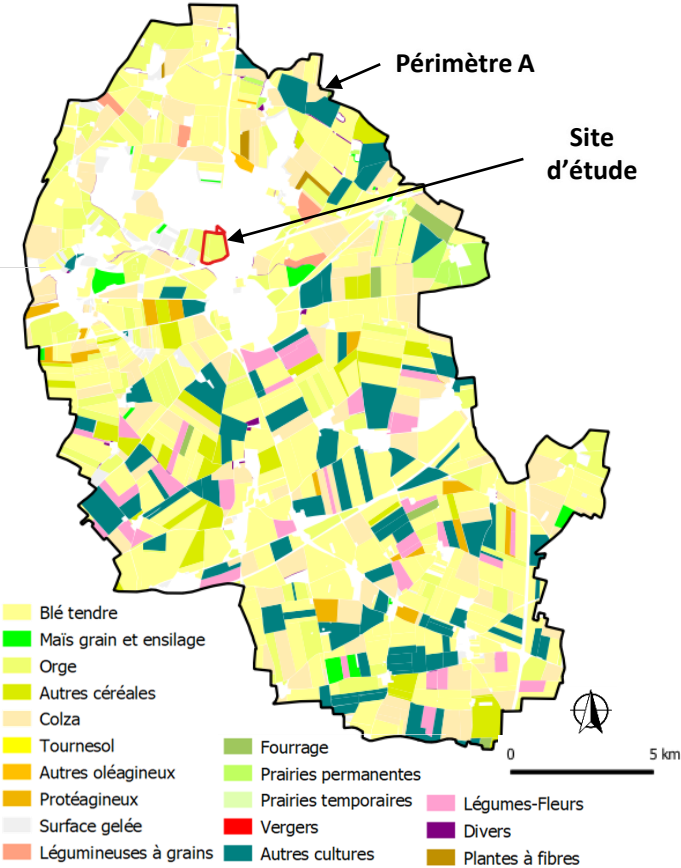 Périmètre A
Site
d’étude
Blé tendre
Maïs grain et ensilage
Orge
Autres céréales
Colza
Tournesol
Autres oléagineux
Protéagineux
Surface gelée
Légumineuses à grains
Fourrage
Prairies permanentes
Prairies temporaires
Vergers
Autres cultures
Légumes-Fleurs
Divers
Plantes à fibres
0 5 km